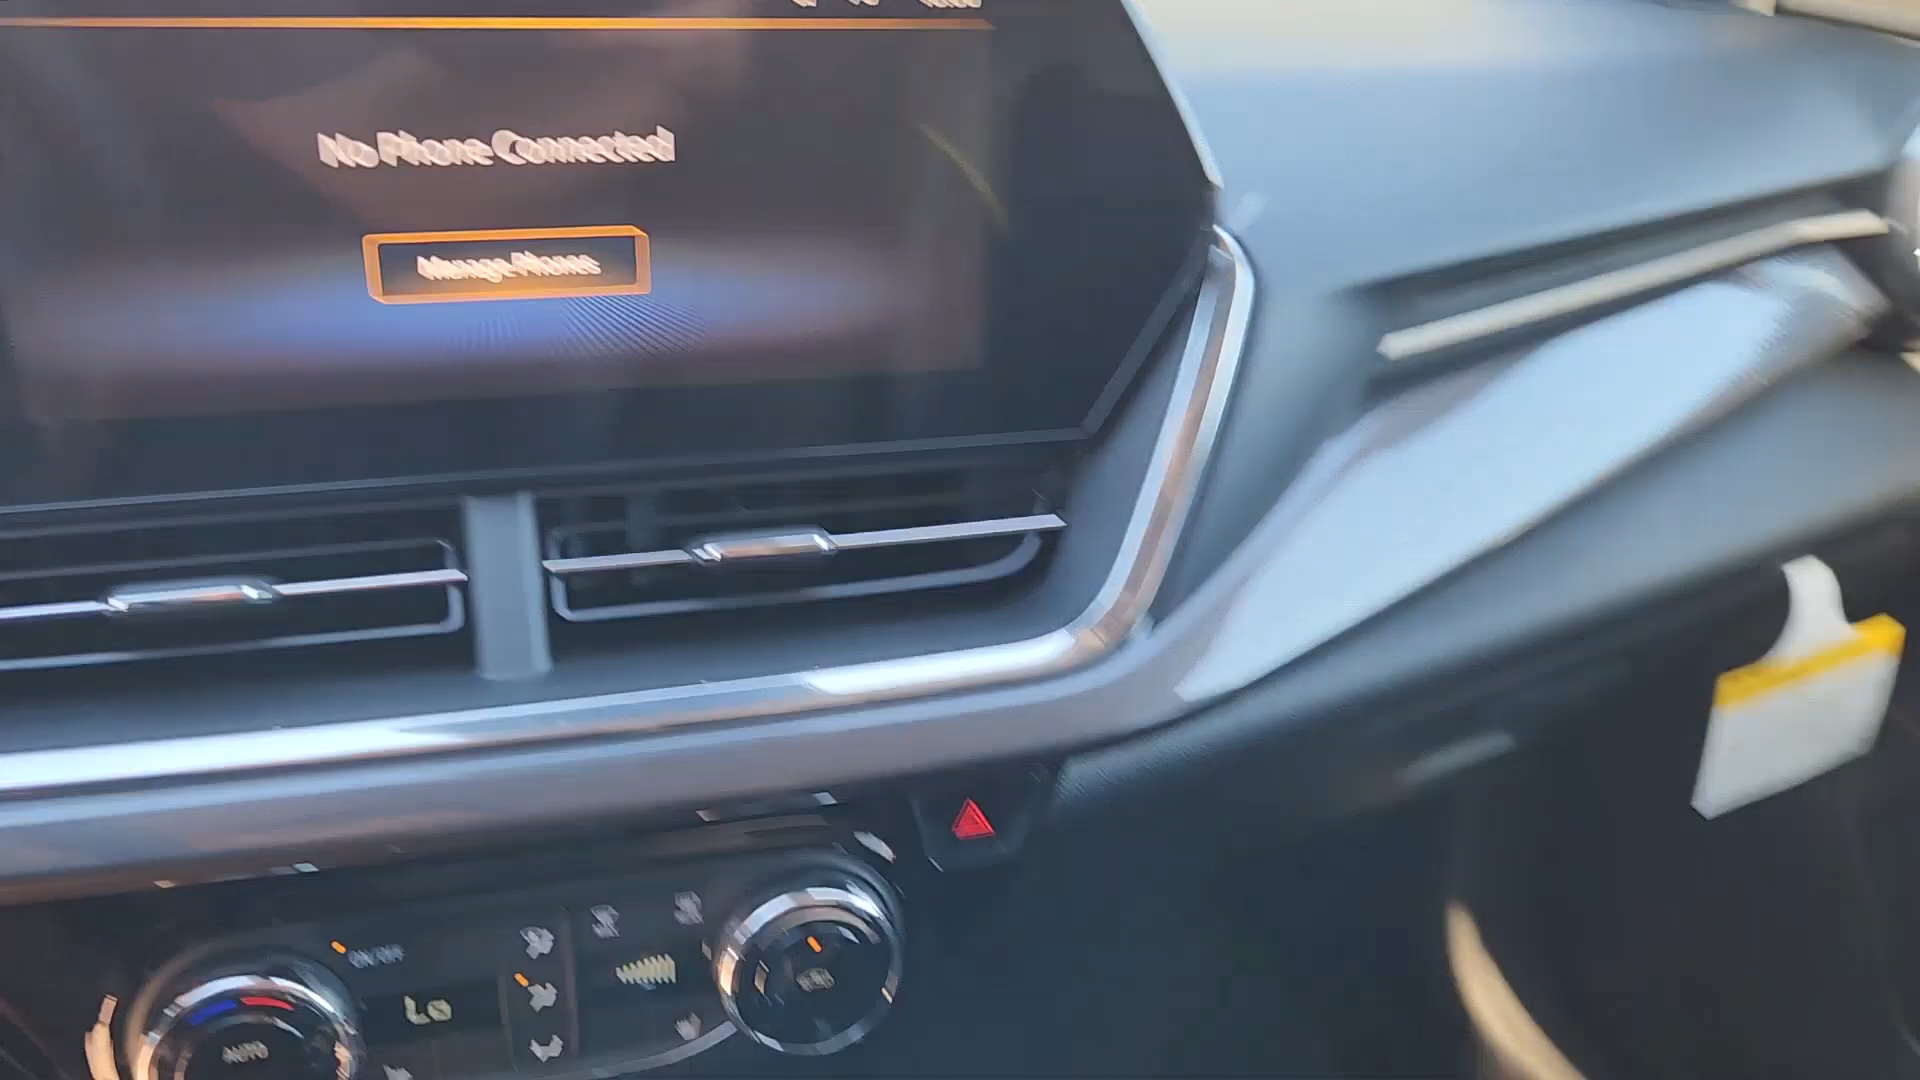 No Phone Connected
Manage Phones
ON/OFF
Lo
AUTO